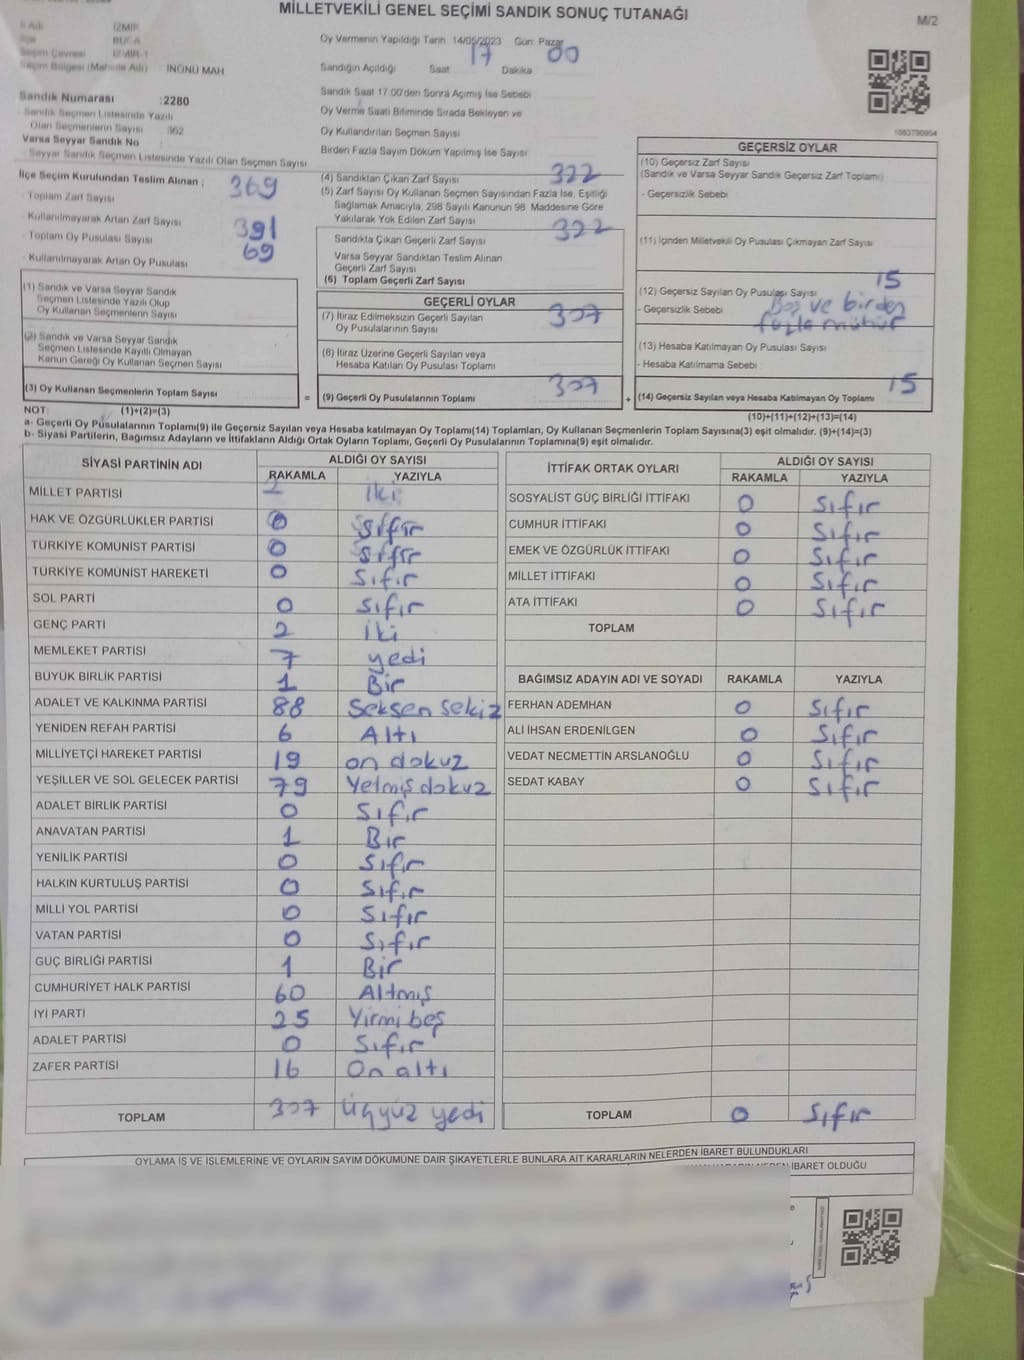 MİLLETVEKİLİ GENEL SEÇİMİ SANDIK SONUÇ TUTANAĞI
M/2
İli Adı İZMİR
İlçe BUCA
Seçim Çevresi İZMİR-1
Seçim Bölgesi (Mahalle Adı) : İNÖNÜ MAH
Oy Vermenin Yapıldığı Tarih 14/05/2023 Gün: Pazar
Sandığın Açıldığı Saat 17 Dakika 00
Sandık Saat 17:00'den Sonra Açımış İse Sebebi
Oy Verme Saati Bitiminde Sırada Bekleyen ve
Oy Kullandırılan Seçmen Sayısı
Birden Fazla Sayım Döküm Yapılmış İse Sayısı
1083790954
Sandık Numarası :2280
Sandık Seçmen Listesinde Yazılı
Olan Seçmenlerin Sayısı : 362
Varsa Seyyar Sandık No :
- Seyyar Sandık Seçmen Listesinde Yazılı Olan Seçmen Sayısı
İlçe Seçim Kurulundan Teslim Alınan ;
- Toplam Zarf Sayısı 369
- Kullanılmayarak Artan Zarf Sayısı
- Toplam Oy Pusulası Sayısı 391
- Kullanılmayarak Artan Oy Pusulası 69
(1) Sandık ve Varsa Seyyar Sandık
Seçmen Listesinde Yazılı Olup
Oy Kullanan Seçmenlerin Sayısı
(2) Sandık ve Varsa Seyyar Sandık
Seçmen Listesinde Kayıtlı Olmayan
Kanun Gereği Oy Kullanan Seçmen Sayısı
(3) Oy Kullanan Seçmenlerin Toplam Sayısı
(4) Sandıktan Çıkan Zarf Sayısı 322
(5) Zarf Sayısı Oy Kullanan Seçmen Sayısından Fazla İse, Eşitliği
Sağlamak Amacıyla, 298 Sayılı Kanunun 98. Maddesine Göre
Yakılarak Yok Edilen Zarf Sayısı
Sandıkta Çıkan Geçerli Zarf Sayısı 322
Varsa Seyyar Sandıktan Teslim Alınan
Geçerli Zarf Sayısı
(6) Toplam Geçerli Zarf Sayısı
GEÇERLİ OYLAR
(7) İtiraz Edilmeksizin Geçerli Sayılan
Oy Pusulalarının Sayısı 307
(8) İtiraz Üzerine Geçerli Sayılan veya
Hesaba Katılan Oy Pusulası Toplamı
= (9) Geçerli Oy Pusulalarının Toplamı 307 +
GEÇERSİZ OYLAR
(10) Geçersiz Zarf Sayısı
(Sandık ve Varsa Seyyar Sandık Geçersiz Zarf Toplamı)
- Geçersizlik Sebebi
(11) İçinden Milletvekili Oy Pusulası Çıkmayan Zarf Sayısı
(12) Geçersiz Sayılan Oy Pusulası Sayısı 15
- Geçersizlik Sebebi Boş ve birden
fazla mühür
(13) Hesaba Katılmayan Oy Pusulası Sayısı
- Hesaba Katılmama Sebebi
(14) Geçersiz Sayılan veya Hesaba Katılmayan Oy Toplamı 15
NOT: (1)+(2)=(3) (10)+(11)+(12)+(13)=(14)
a- Geçerli Oy Pusulalarının Toplamı(9) ile Geçersiz Sayılan veya Hesaba katılmayan Oy Toplamı(14) Toplamları, Oy Kullanan Seçmenlerin Toplam Sayısına(3) eşit olmalıdır. (9)+(14)=(3)
b- Siyasi Partilerin, Bağımsız Adayların ve İttifakların Aldığı Ortak Oyların Toplamı, Geçerli Oy Pusulalarının Toplamına(9) eşit olmalıdır.
SİYASİ PARTİNİN ADI ALDIĞI OY SAYISI
RAKAMLA YAZIYLA
MİLLET PARTİSİ 2 İki
HAK VE ÖZGÜRLÜKLER PARTİSİ 0 Sıfır
TÜRKİYE KOMÜNİST PARTİSİ 0 Sıfır
TÜRKİYE KOMÜNİST HAREKETİ 0 Sıfır
SOL PARTİ 0 Sıfır
GENÇ PARTİ 2 İki
MEMLEKET PARTİSİ 7 yedi
BÜYÜK BİRLİK PARTİSİ 1 Bir
ADALET VE KALKINMA PARTİSİ 88 Seksen Sekiz
YENİDEN REFAH PARTİSİ 6 Altı
MİLLİYETÇİ HAREKET PARTİSİ 19 on dokuz
YEŞİLLER VE SOL GELECEK PARTİSİ 79 Yetmiş dokuz
ADALET BİRLİK PARTİSİ 0 Sıfır
ANAVATAN PARTİSİ 1 Bir
YENİLİK PARTİSİ 0 Sıfır
HALKIN KURTULUŞ PARTİSİ 0 Sıfır
MİLLİ YOL PARTİSİ 0 Sıfır
VATAN PARTİSİ 0 Sıfır
GÜÇ BİRLİĞİ PARTİSİ 1 Bir
CUMHURİYET HALK PARTİSİ 60 Altmış
İYİ PARTİ 25 Yirmi beş
ADALET PARTİSİ 0 Sıfır
ZAFER PARTİSİ 16 On altı
TOPLAM 307 Üçyüz yedi
İTTİFAK ORTAK OYLARI ALDIĞI OY SAYISI
RAKAMLA YAZIYLA
SOSYALİST GÜÇ BİRLİĞİ İTTİFAKI 0 Sıfır
CUMHUR İTTİFAKI 0 Sıfır
EMEK VE ÖZGÜRLÜK İTTİFAKI 0 Sıfır
MİLLET İTTİFAKI 0 Sıfır
ATA İTTİFAKI 0 Sıfır
TOPLAM
BAĞIMSIZ ADAYIN ADI VE SOYADI RAKAMLA YAZIYLA
FERHAN ADEMHAN 0 Sıfır
ALİ İHSAN ERDENİLGEN 0 Sıfır
VEDAT NECMETTİN ARSLANOĞLU 0 Sıfır
SEDAT KABAY 0 Sıfır
TOPLAM 0 Sıfır
OYLAMA İŞ VE İŞLEMLERİNE VE OYLARIN SAYIM DÖKÜMÜNE DAİR ŞİKAYETLERLE BUNLARA AİT KARARLARIN NELERDEN İBARET BULUNDUKLARI
İBARET OLDUĞU